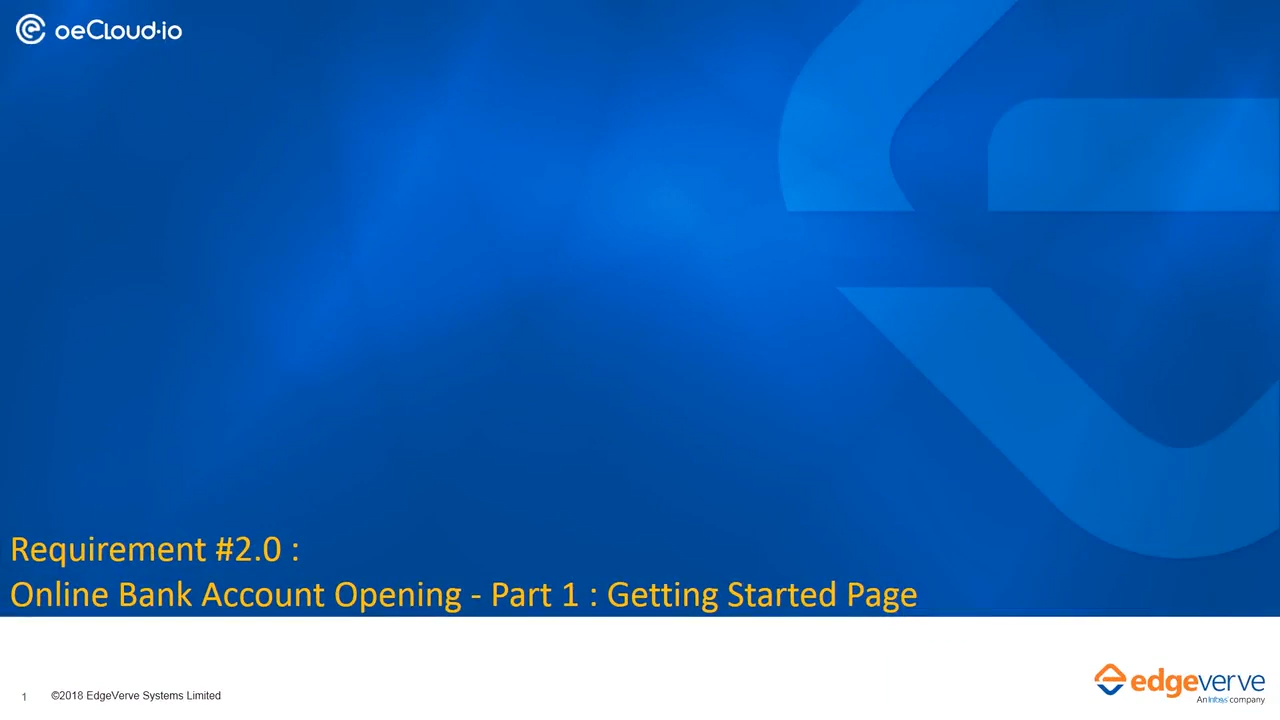 oeCloud·io
Requirement #2.0 :
Online Bank Account Opening - Part 1 : Getting Started Page
1
©2018 EdgeVerve Systems Limited
edgeverve
An Infosys company